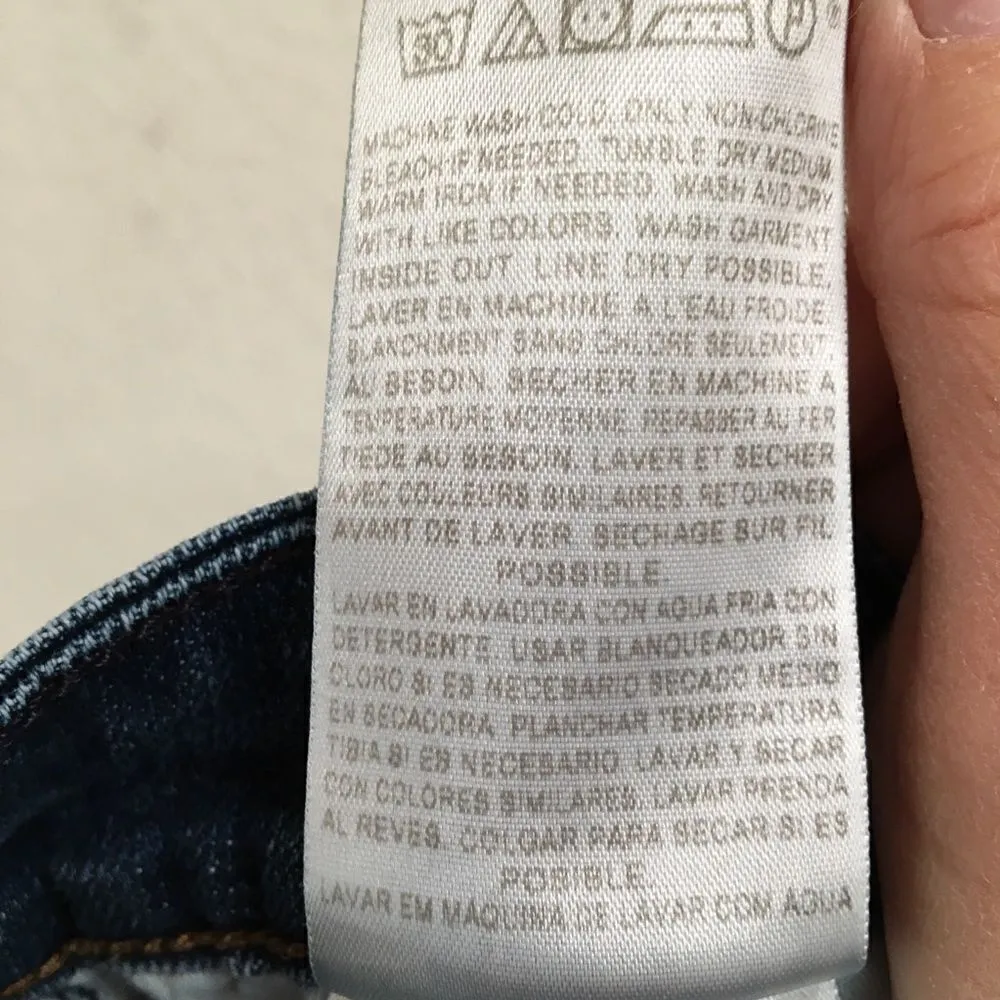 30 P ®
MACHINE WASH COLD. ONLY NON-CHLORINE
BLEACH IF NEEDED. TUMBLE DRY MEDIUM.
WARM IRON IF NEEDED. WASH AND DRY
WITH LIKE COLORS. WASH GARMENT
INSIDE OUT. LINE DRY POSSIBLE.
LAVER EN MACHINE A L'EAU FROIDE.
BLANCHIMENT SANS CHLORE SEULEMENT,
AU BESOIN. SECHER EN MACHINE A
TEMPERATURE MOYENNE. REPASSER AU FER
TIEDE AU BESOIN. LAVER ET SECHER
AVEC COULEURS SIMILAIRES. RETOURNER
AVANT DE LAVER. SECHAGE SUR FIL
POSSIBLE.
LAVAR EN LAVADORA CON AGUA FRIA CON
DETERGENTE. USAR BLANQUEADOR SIN
CLORO SI ES NECESARIO SECADO MEDIO
EN SECADORA. PLANCHAR TEMPERATURA
TIBIA SI ES NECESARIO. LAVAR Y SECAR
CON COLORES SIMILARES. LAVAR PRENDA
AL REVES. COLGAR PARA SECAR SI ES
POSIBLE.
LAVAR EM MÁQUINA DE LAVAR COM ÁGUA